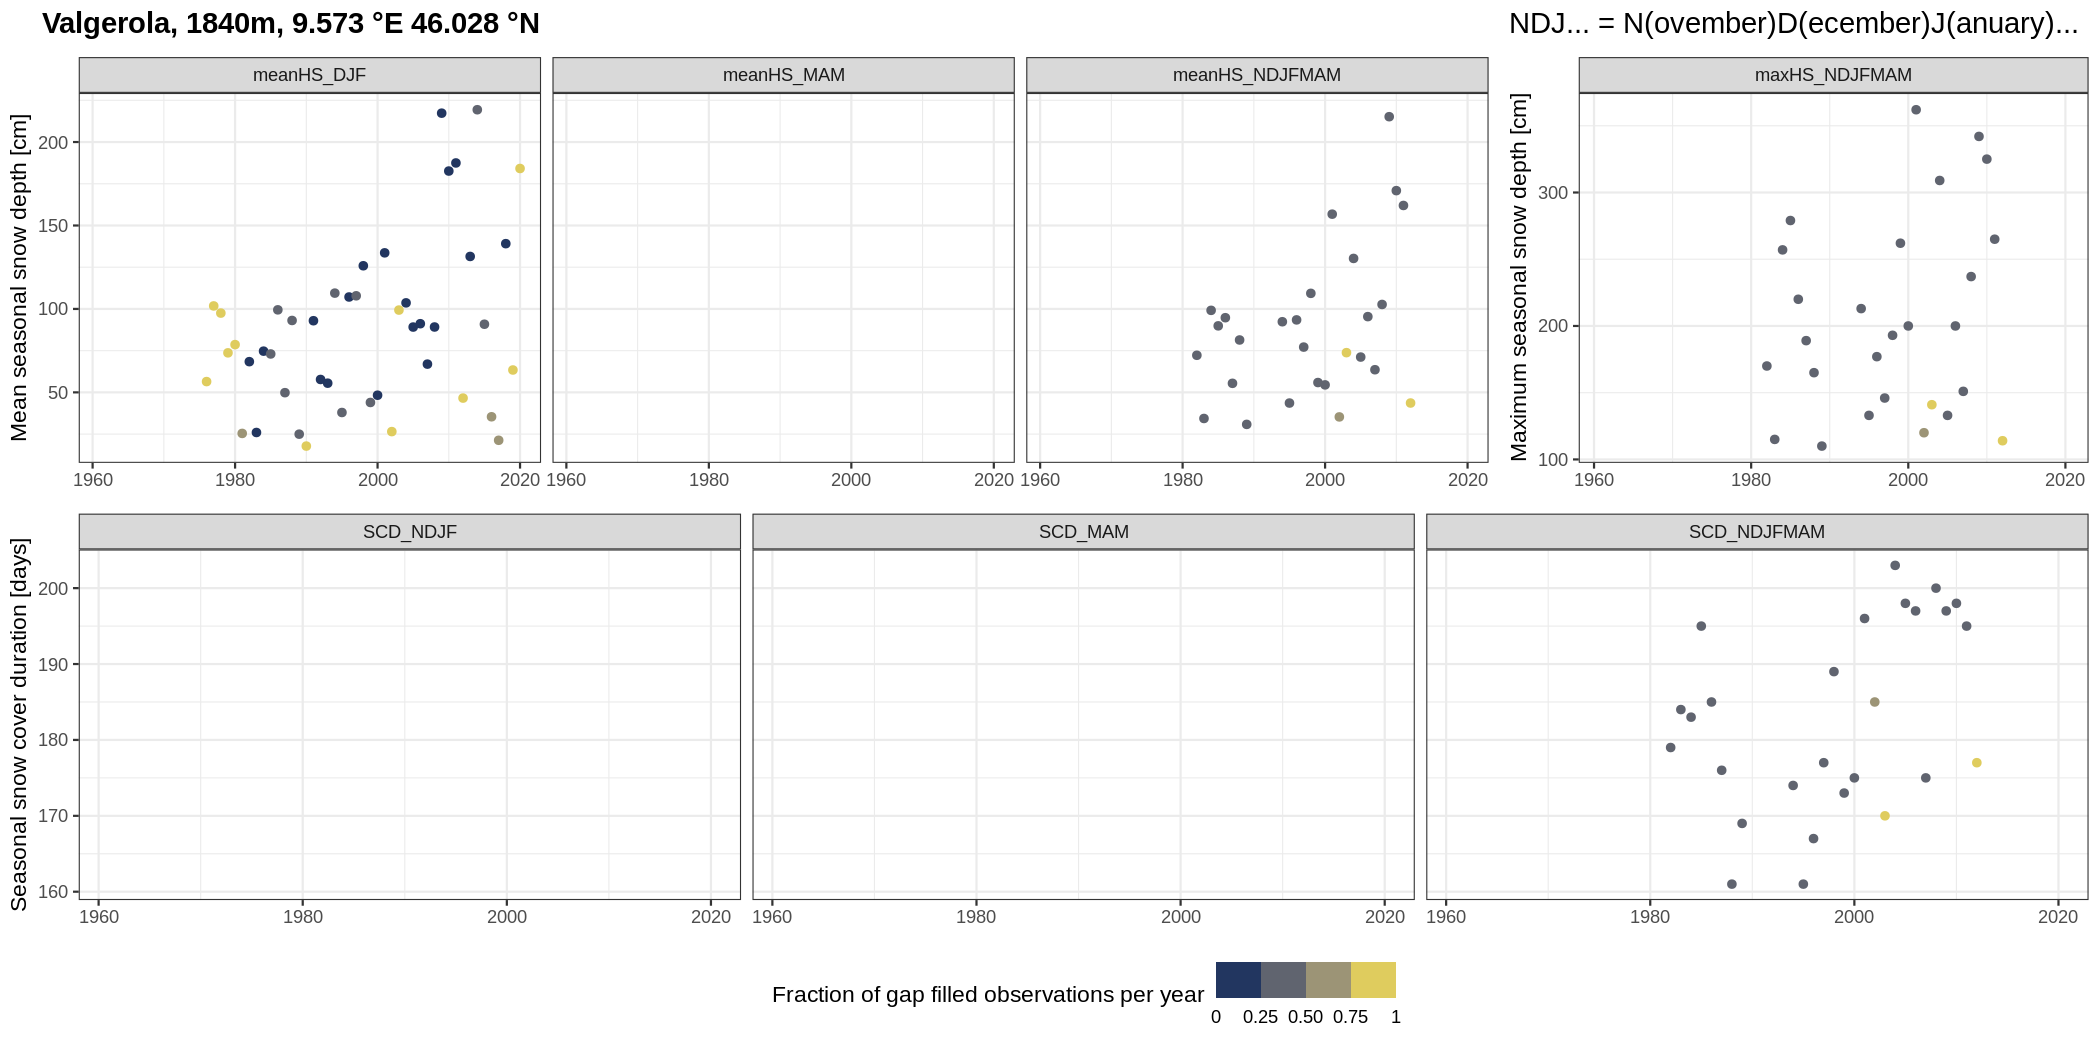 Valgerola, 1840m, 9.573 °E 46.028 °N
NDJ... = N(ovember)D(ecember)J(anuary)...
meanHS_DJF
meanHS_MAM
meanHS_NDJFMAM
maxHS_NDJFMAM
Mean seasonal snow depth [cm]
200
150
100
50
1960 1980 2000 2020
1960 1980 2000 2020
1960 1980 2000 2020
Maximum seasonal snow depth [cm]
300
200
100
1960 1980 2000 2020
SCD_NDJF
SCD_MAM
SCD_NDJFMAM
Seasonal snow cover duration [days]
200
190
180
170
160
1960 1980 2000 2020
1960 1980 2000 2020
1960 1980 2000 2020
Fraction of gap filled observations per year
0 0.25 0.50 0.75 1